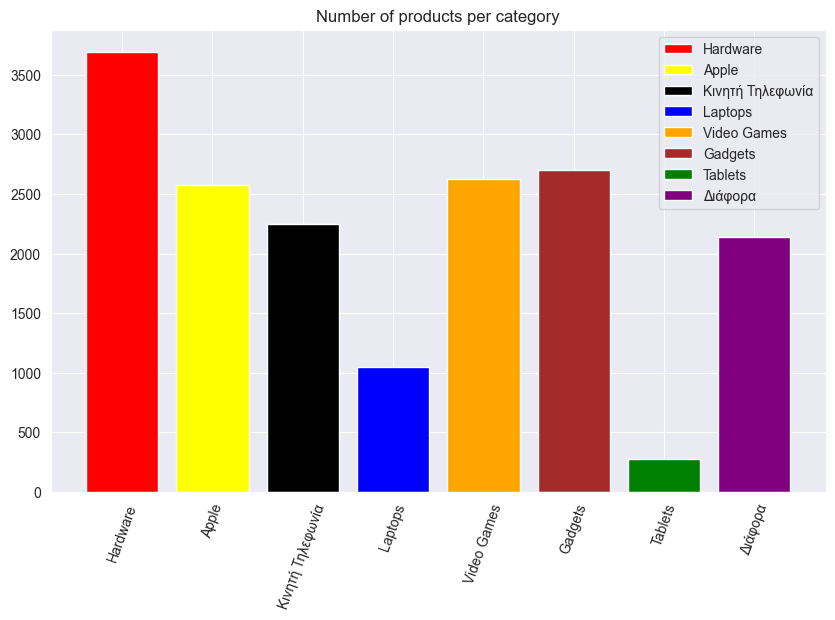 Number of products per category
3500
3000
2500
2000
1500
1000
500
0
Hardware
Apple
Κινητή Τηλεφωνία
Laptops
Video Games
Gadgets
Tablets
Διάφορα
Hardware
Apple
Κινητή Τηλεφωνία
Laptops
Video Games
Gadgets
Tablets
Διάφορα